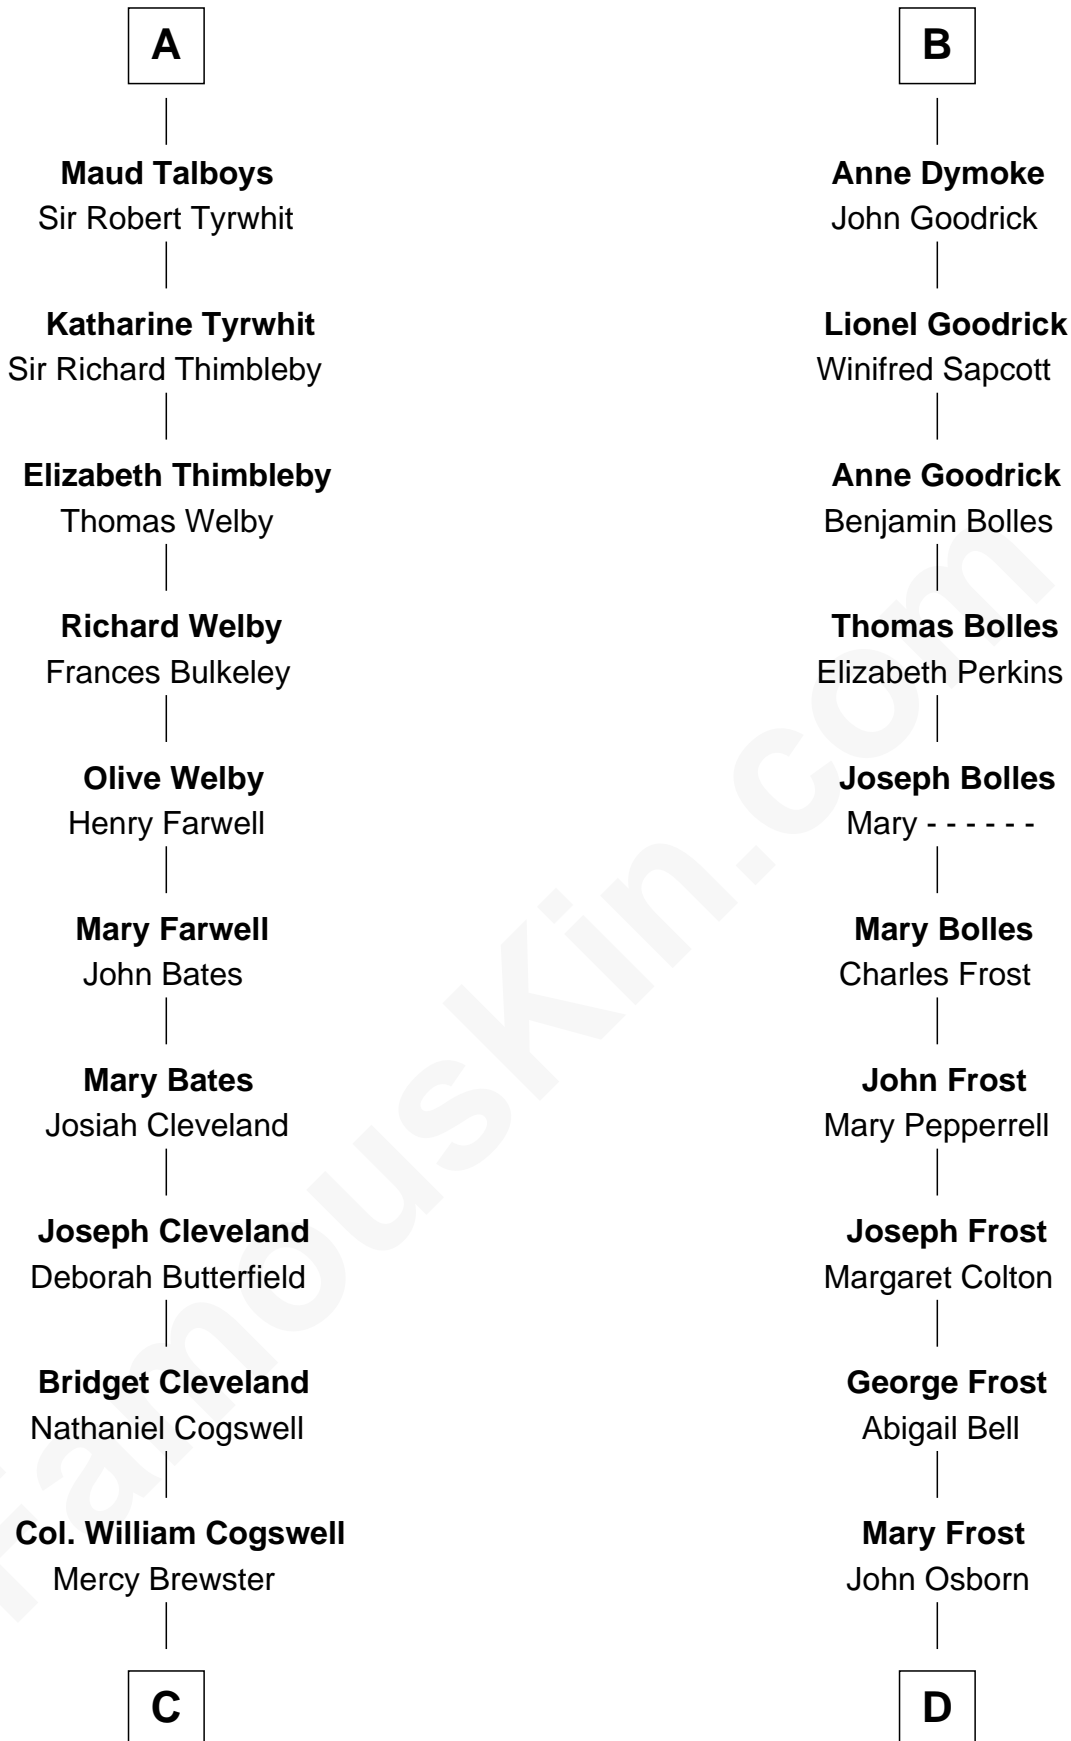 A
Maud Talboys
Sir Robert Tyrwhit
Katharine Tyrwhit
Sir Richard Thimbleby
Elizabeth Thimbleby
Thomas Welby
Richard Welby
Frances Bulkeley
Olive Welby
Henry Farwell
Mary Farwell
John Bates
Mary Bates
Josiah Cleveland
Joseph Cleveland
Deborah Butterfield
Bridget Cleveland
Nathaniel Cogswell
Col. William Cogswell
Mercy Brewster
C
B
Anne Dymoke
John Goodrick
Lionel Goodrick
Winifred Sapcott
Anne Goodrick
Benjamin Bolles
Thomas Bolles
Elizabeth Perkins
Joseph Bolles
Mary - - - - - -
Mary Bolles
Charles Frost
John Frost
Mary Pepperrell
Joseph Frost
Margaret Colton
George Frost
Abigail Bell
Mary Frost
John Osborn
D
FamousKin.com